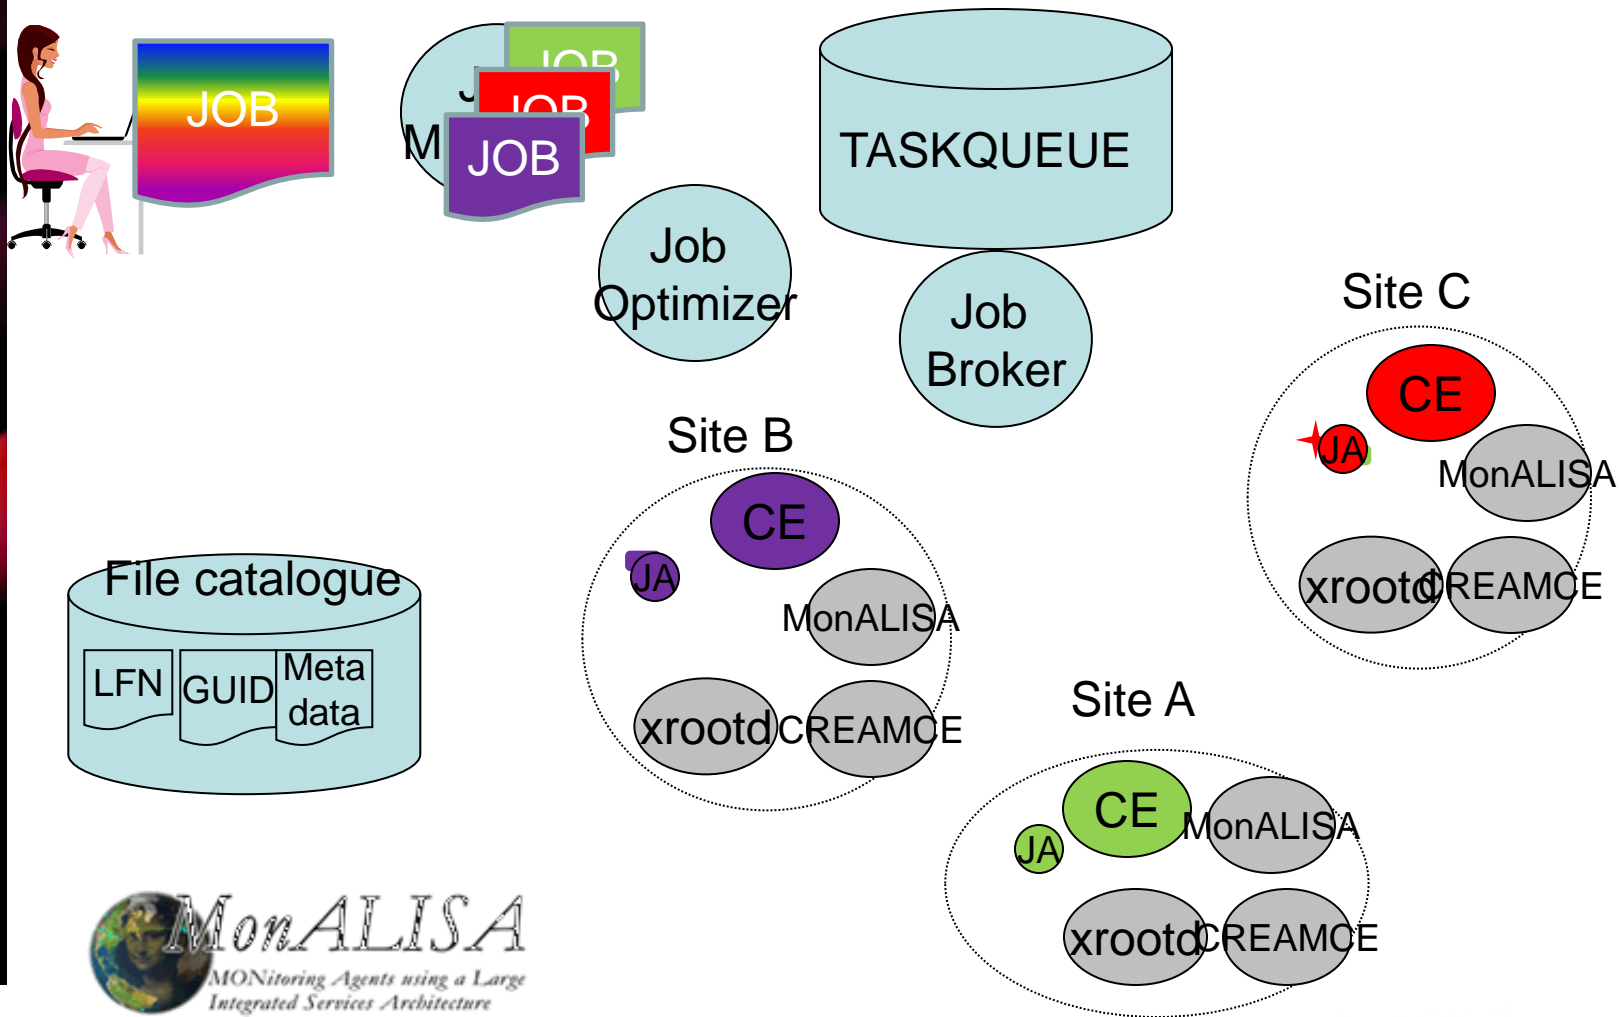 JOB
JOB
JOB
JOB
TASKQUEUE
Job
Optimizer
Job
Broker
Site C
CE
JA
MonALISA
xrootd
CREAMCE
Site B
CE
JA
MonALISA
xrootd
CREAMCE
File catalogue
LFN
GUID
Meta
data
Site A
CE
JA
MonALISA
xrootd
CREAMCE
MonALISA
MONitoring Agents using a Large
Integrated Services Architecture